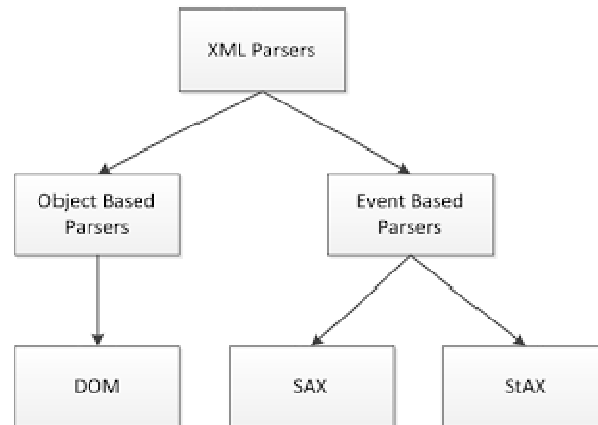 XML Parsers
Object Based
Parsers
Event Based
Parsers
DOM
SAX
StAX